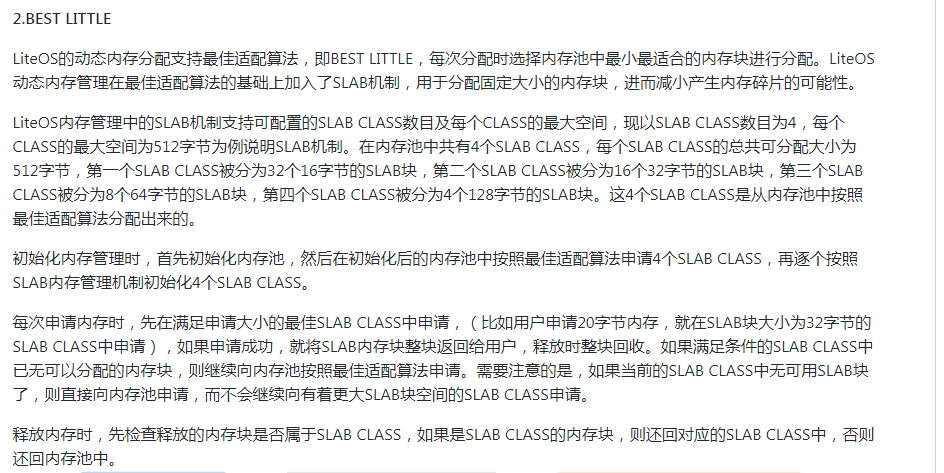 2.BEST LITTLE
LiteOS的动态内存分配支持最佳适配算法，即BEST LITTLE，每次分配时选择内存池中最小最适合的内存块进行分配。LiteOS
动态内存管理在最佳适配算法的基础上加入了SLAB机制，用于分配固定大小的内存块，进而减小产生内存碎片的可能性。
LiteOS内存管理中的SLAB机制支持可配置的SLAB CLASS数目及每个CLASS的最大空间，现以SLAB CLASS数目为4，每个
CLASS的最大空间为512字节为例说明SLAB机制。在内存池中共有4个SLAB CLASS，每个SLAB CLASS的总共可分配大小为
512字节，第一个SLAB CLASS被分为32个16字节的SLAB块，第二个SLAB CLASS被分为16个32字节的SLAB块，第三个SLAB
CLASS被分为8个64字节的SLAB块，第四个SLAB CLASS被分为4个128字节的SLAB块。这4个SLAB CLASS是从内存池中按照
最佳适配算法分配出来的。
初始化内存管理时，首先初始化内存池，然后在初始化后的内存池中按照最佳适配算法申请4个SLAB CLASS，再逐个按照
SLAB内存管理机制初始化4个SLAB CLASS。
每次申请内存时，先在满足申请大小的最佳SLAB CLASS中申请，（比如用户申请20字节内存，就在SLAB块大小为32字节的
SLAB CLASS中申请），如果申请成功，就将SLAB内存块整块返回给用户，释放时整块回收。如果满足条件的SLAB CLASS中
已无可以分配的内存块，则继续向内存池按照最佳适配算法申请。需要注意的是，如果当前的SLAB CLASS中无可用SLAB块
了，则直接向内存池申请，而不会继续向有着更大SLAB块空间的SLAB CLASS申请。
释放内存时，先检查释放的内存块是否属于SLAB CLASS，如果是SLAB CLASS的内存块，则还回对应的SLAB CLASS中，否则
还回内存池中。